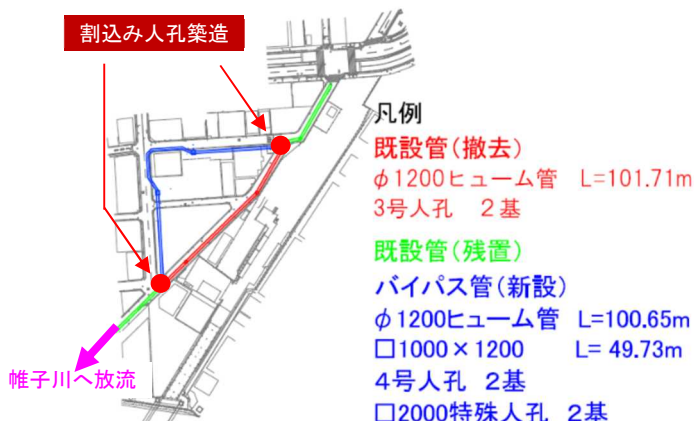 割込み人孔築造
凡例
既設管(撤去)
φ1200ヒューム管 L=101.71m
3号人孔 2基
既設管(残置)
バイパス管(新設)
φ1200ヒューム管 L=100.65m
□1000×1200 L= 49.73m
4号人孔 2基
□2000特殊人孔 2基
帷子川へ放流